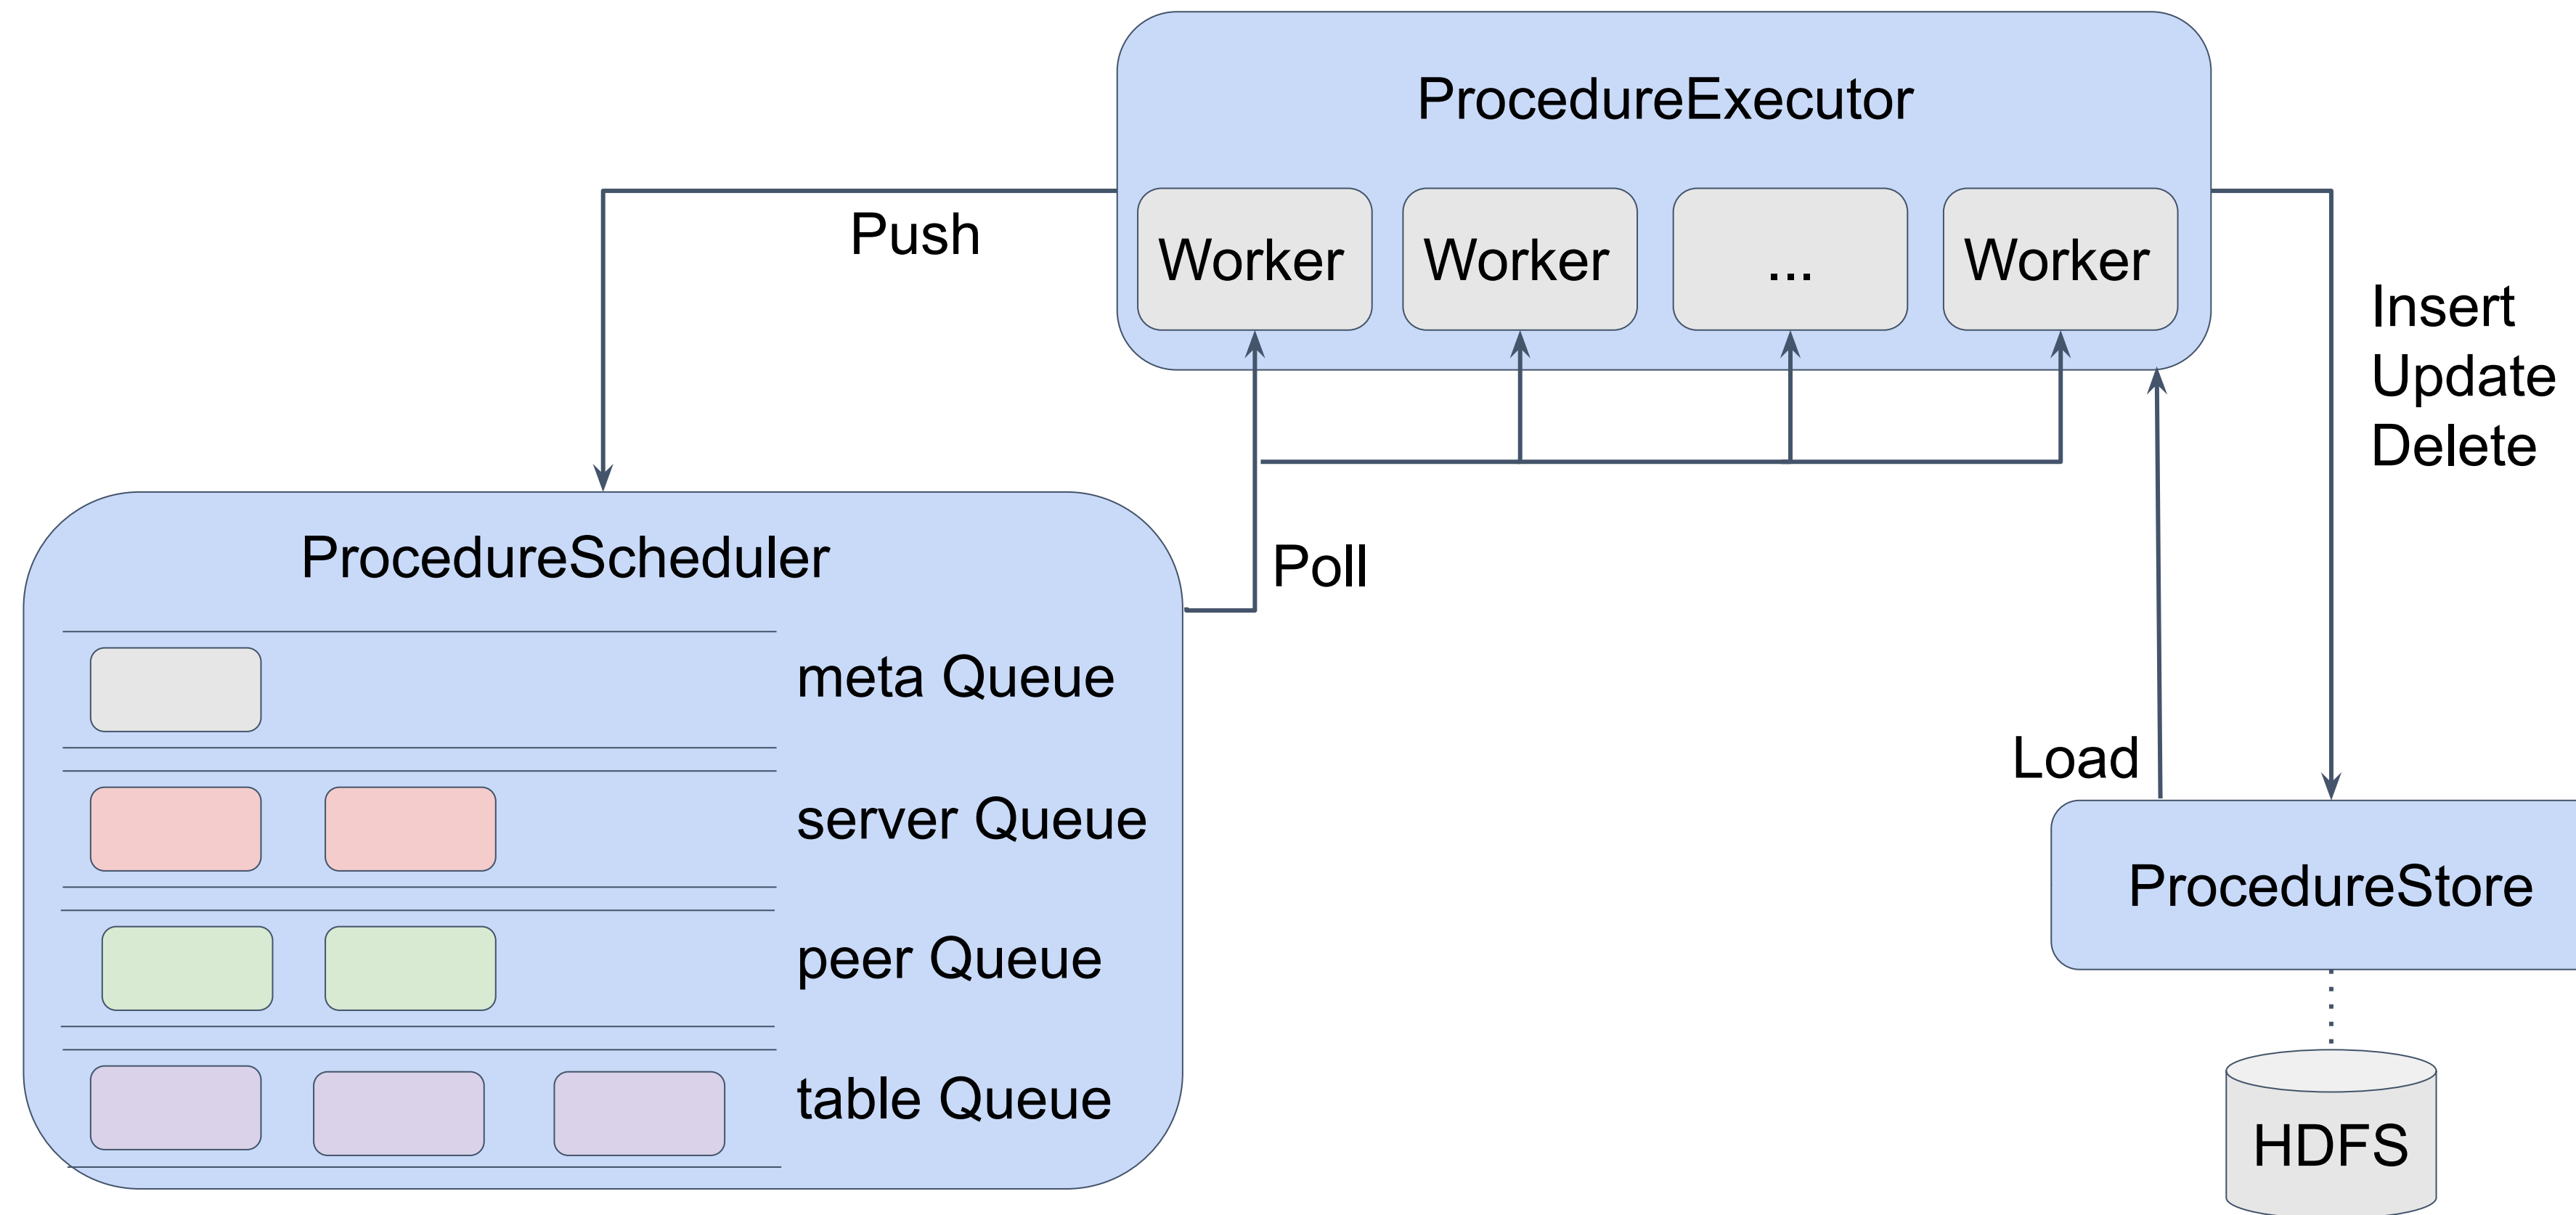 ProcedureExecutor
Push
Worker
Worker
...
Worker
Insert
Update
Delete
ProcedureScheduler
Poll
meta Queue
server Queue
peer Queue
table Queue
Load
ProcedureStore
HDFS